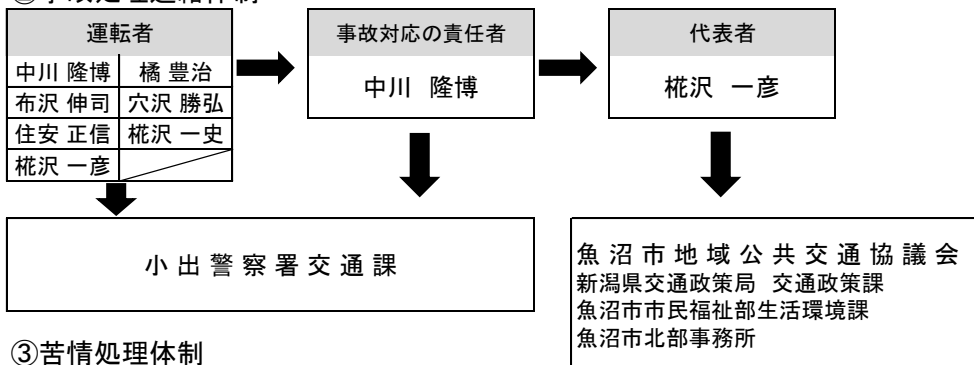 運転者
中川 隆博 橘 豊治
布沢 伸司 穴沢 勝弘
住安 正信 椛沢 一史
椛沢 一彦
事故対応の責任者
中川 隆博
代表者
椛沢 一彦
小出警察署交通課
魚沼市地域公共交通協議会
新潟県交通政策局 交通政策課
魚沼市市民福祉部生活環境課
魚沼市北部事務所
③苦情処理体制